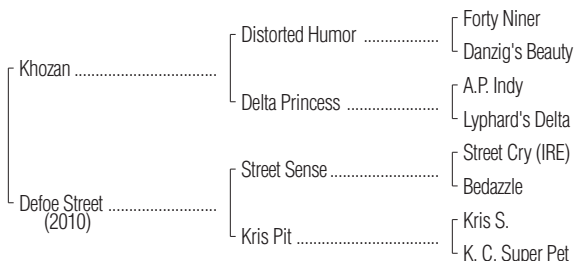 Forty Niner
Distorted Humor ..................
Danzig's Beauty
Khozan ..................................
A.P. Indy
Delta Princess ......................
Lyphard's Delta
Street Cry (IRE)
Street Sense ..........................
Bedazzle
Defoe Street ..........................
(2010)
Kris S.
Kris Pit ..................................
K. C. Super Pet